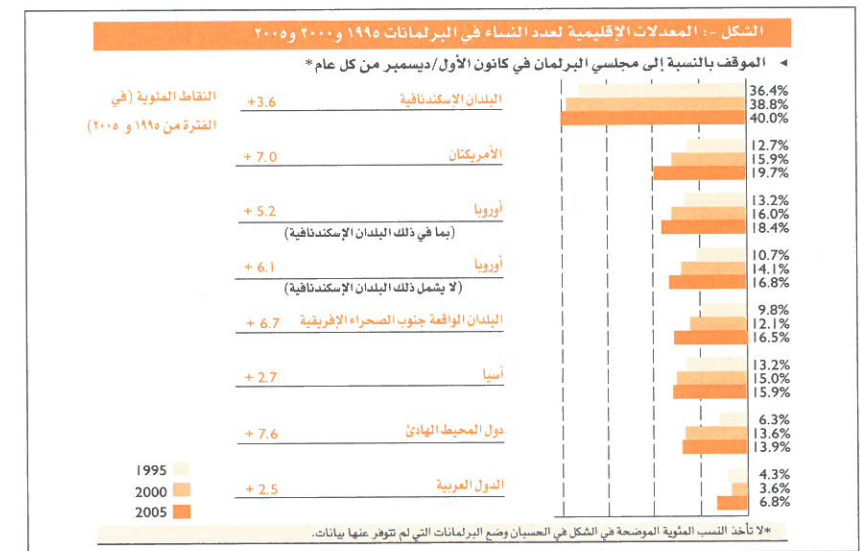 الشكل -: المعدلات الإقليمية لعدد النساء في البرلمانات ١٩٩٥ و٢٠٠٠ و٢٠٠٥
◂ الموقف بالنسبة إلى مجلسي البرلمان في كانون الأول/ديسمبر من كل عام*
النقاط المئوية (في
الفترة من ١٩٩٥ و ٢٠٠٥)
البلدان الإسكندنافية +3.6
36.4%
38.8%
40.0%
الأمريكتان + 7.0
12.7%
15.9%
19.7%
أوروبا + 5.2
(بما في ذلك البلدان الإسكندنافية)
13.2%
16.0%
18.4%
أوروبا + 6.1
(لا يشمل ذلك البلدان الإسكندنافية)
10.7%
14.1%
16.8%
البلدان الواقعة جنوب الصحراء الإفريقية + 6.7
9.8%
12.1%
16.5%
آسيا + 2.7
13.2%
15.0%
15.9%
دول المحيط الهادئ + 7.6
6.3%
13.6%
13.9%
الدول العربية + 2.5
4.3%
3.6%
6.8%
1995
2000
2005
*لا تأخذ النسب المئوية الموضحة في الشكل في الحسبان وضع البرلمانات التي لم تتوفر عنها بيانات.